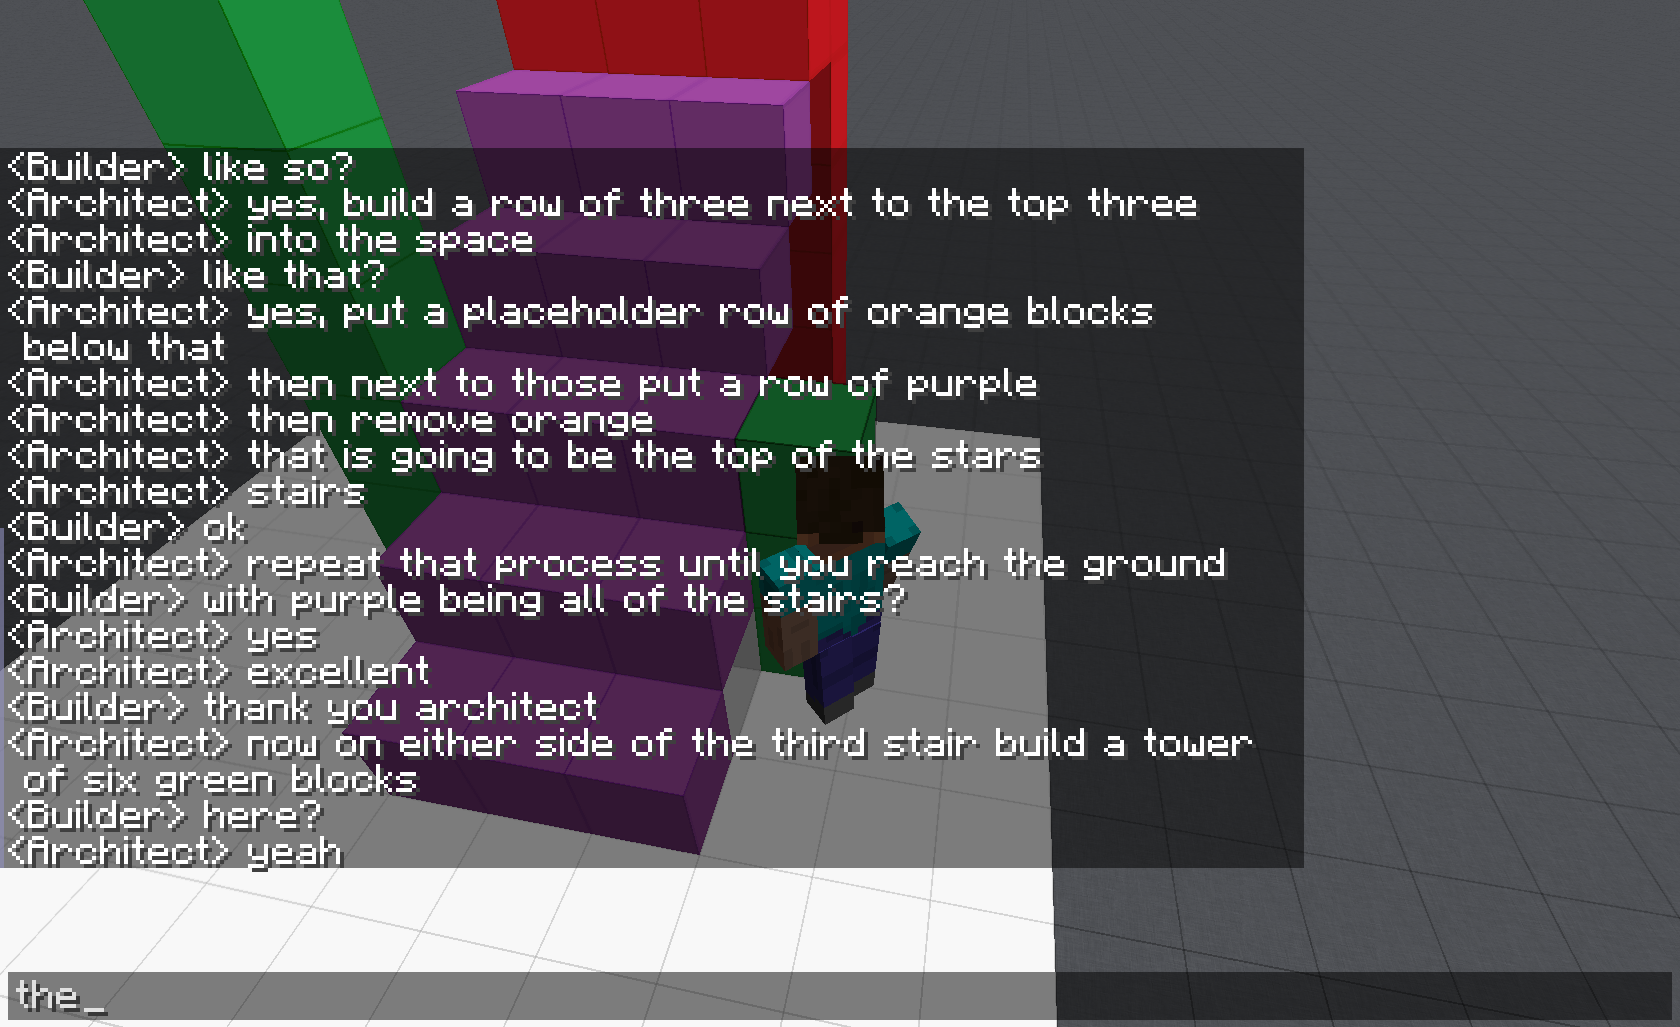 <Builder> like so?
<Architect> yes, build a row of three next to the top three
<Architect> into the space
<Builder> like that?
<Architect> yes, put a placeholder row of orange blocks
below that
<Architect> then next to those put a row of purple
<Architect> then remove orange
<Architect> that is going to be the top of the stars
<Architect> stairs
<Builder> ok
<Architect> repeat that process until you reach the ground
<Builder> with purple being all of the stairs?
<Architect> yes
<Architect> excellent
<Builder> thank you architect
<Architect> now on either side of the third stair build a tower
of six green blocks
<Builder> here?
<Architect> yeah
the_